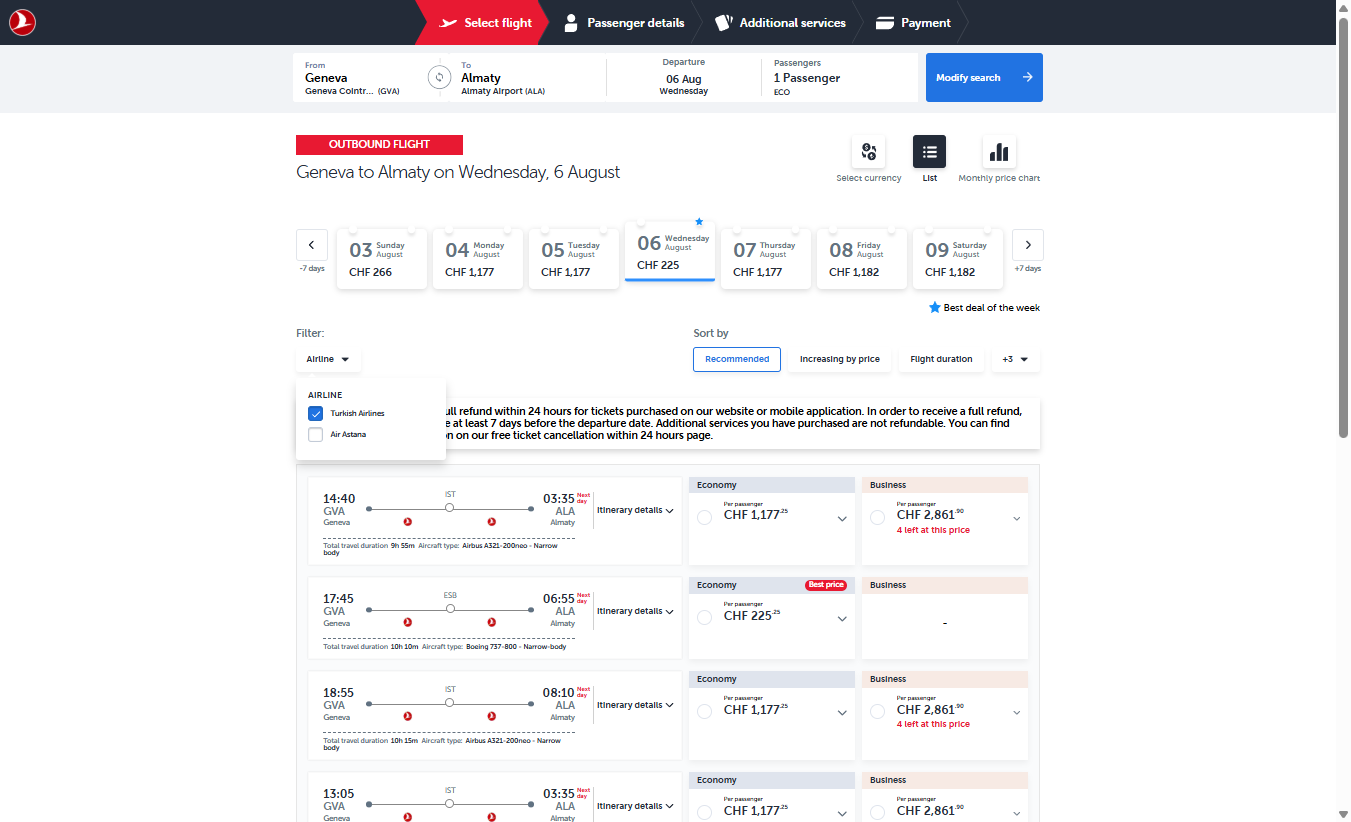 Select flight
Passenger details
Additional services
Payment
From
Geneva
Geneva Cointr... (GVA)
To
Almaty
Almaty Airport (ALA)
Departure
06 Aug
Wednesday
Passengers
1 Passenger
ECO
Modify search
OUTBOUND FLIGHT
Geneva to Almaty on Wednesday, 6 August
Select currency
List
Monthly price chart
-7 days
03 Sunday
August
CHF 266
04 Monday
August
CHF 1,177
05 Tuesday
August
CHF 1,177
06 Wednesday
August
CHF 225
07 Thursday
August
CHF 1,177
08 Friday
August
CHF 1,182
09 Saturday
August
CHF 1,182
+7 days
Best deal of the week
Filter:
Sort by
Airline
Recommended
Increasing by price
Flight duration
+3
AIRLINE
Turkish Airlines
Air Astana
ull refund within 24 hours for tickets purchased on our website or mobile application. In order to receive a full refund,
e at least 7 days before the departure date. Additional services you have purchased are not refundable. You can find
on on our free ticket cancellation within 24 hours page.
14:40
GVA
Geneva
IST
03:35 Next
day
ALA
Almaty
Itinerary details
Total travel duration 9h 55m Aircraft type: Airbus A321-200neo - Narrow
body
Economy
Per passenger
CHF 1,177.25
Business
Per passenger
CHF 2,861.90
4 left at this price
17:45
GVA
Geneva
ESB
06:55 Next
day
ALA
Almaty
Itinerary details
Total travel duration 10h 10m Aircraft type: Boeing 737-800 - Narrow-body
Economy
Best price
Per passenger
CHF 225.25
Business
-
18:55
GVA
Geneva
IST
08:10 Next
day
ALA
Almaty
Itinerary details
Total travel duration 10h 15m Aircraft type: Airbus A321-200neo - Narrow
body
Economy
Per passenger
CHF 1,177.25
Business
Per passenger
CHF 2,861.90
4 left at this price
13:05
GVA
Geneva
IST
03:35 Next
day
ALA
Almaty
Itinerary details
Economy
Per passenger
CHF 1,177.25
Business
Per passenger
CHF 2,861.90